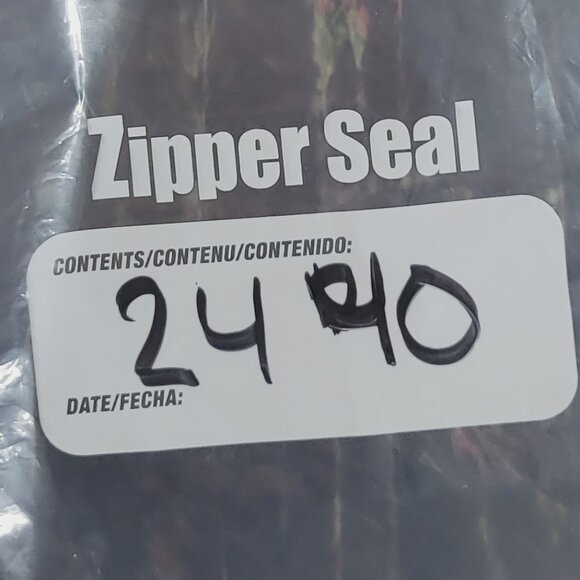 Zipper Seal
CONTENTS/CONTENU/CONTENIDO:
24 40
DATE/FECHA: